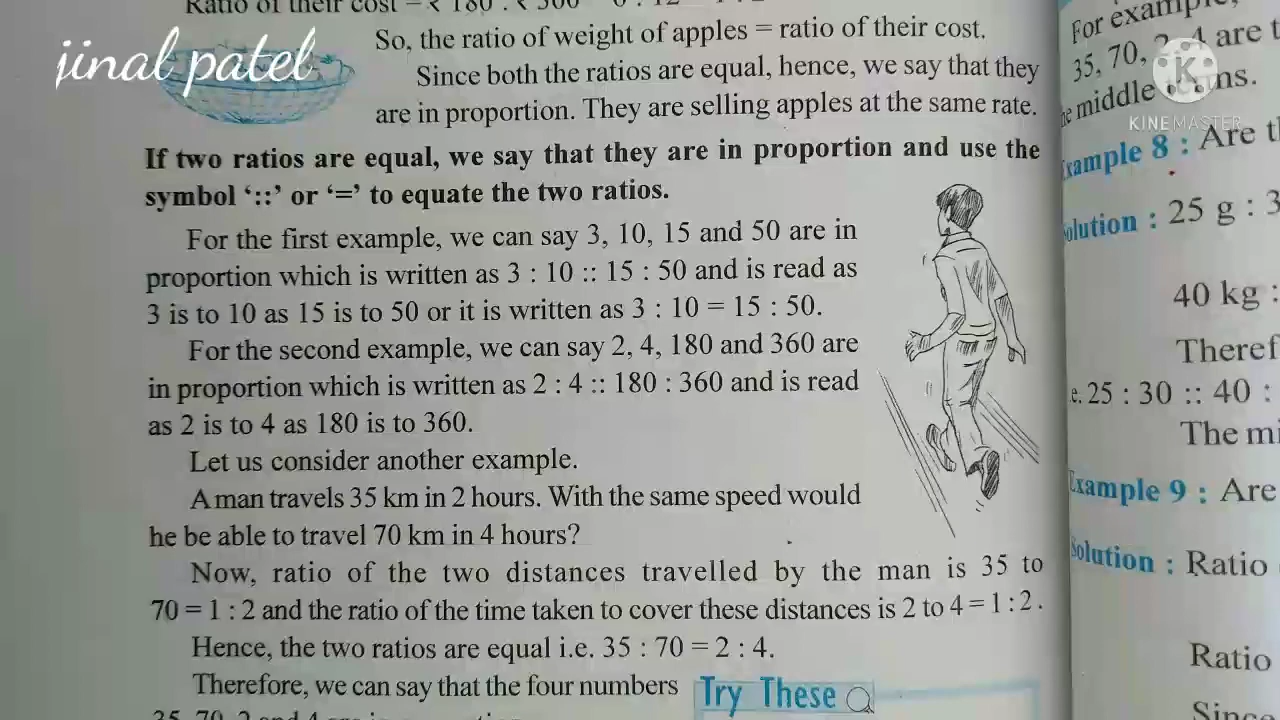 Ratio of their cost = ₹ 180 : ₹ 360
So, the ratio of weight of apples = ratio of their cost.
Since both the ratios are equal, hence, we say that they
are in proportion. They are selling apples at the same rate.
If two ratios are equal, we say that they are in proportion and use the
symbol ‘::’ or ‘=’ to equate the two ratios.
For the first example, we can say 3, 10, 15 and 50 are in
proportion which is written as 3 : 10 :: 15 : 50 and is read as
3 is to 10 as 15 is to 50 or it is written as 3 : 10 = 15 : 50.
For the second example, we can say 2, 4, 180 and 360 are
in proportion which is written as 2 : 4 :: 180 : 360 and is read
as 2 is to 4 as 180 is to 360.
Let us consider another example.
A man travels 35 km in 2 hours. With the same speed would
he be able to travel 70 km in 4 hours?
Now, ratio of the two distances travelled by the man is 35 to
70 = 1 : 2 and the ratio of the time taken to cover these distances is 2 to 4 = 1 : 2.
Hence, the two ratios are equal i.e. 35 : 70 = 2 : 4.
Therefore, we can say that the four numbers
35, 70, 2 and 4 are in
Try These
jinal patel
KINEMASTER
For example,
35, 70, 2, 4 are
middle
Example 8 : Are
Solution : 25 g :
40 kg :
25 : 30 :: 40 :
The
Example 9 : Are
Solution : Ratio
Ratio